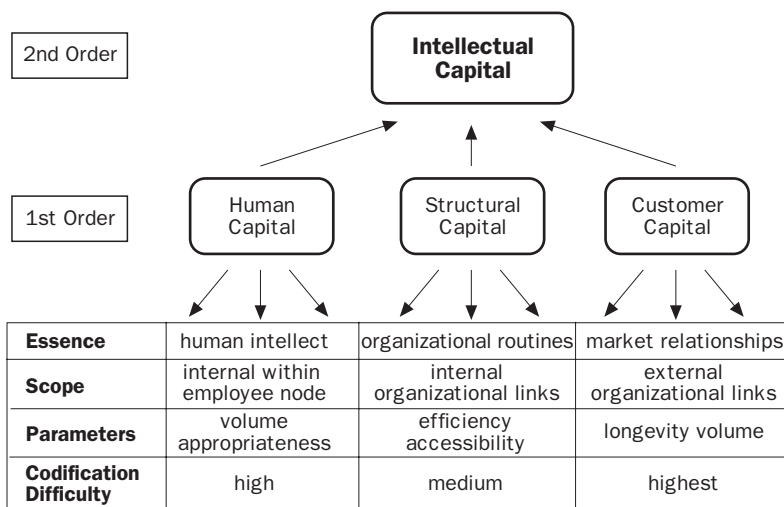 2nd Order
Intellectual
Capital
1st Order
Human
Capital
Structural
Capital
Customer
Capital
Essence
human intellect
organizational routines
market relationships
Scope
internal within
employee node
internal
organizational links
external
organizational links
Parameters
volume
appropriateness
efficiency
accessibility
longevity volume
Codification
Difficulty
high
medium
highest